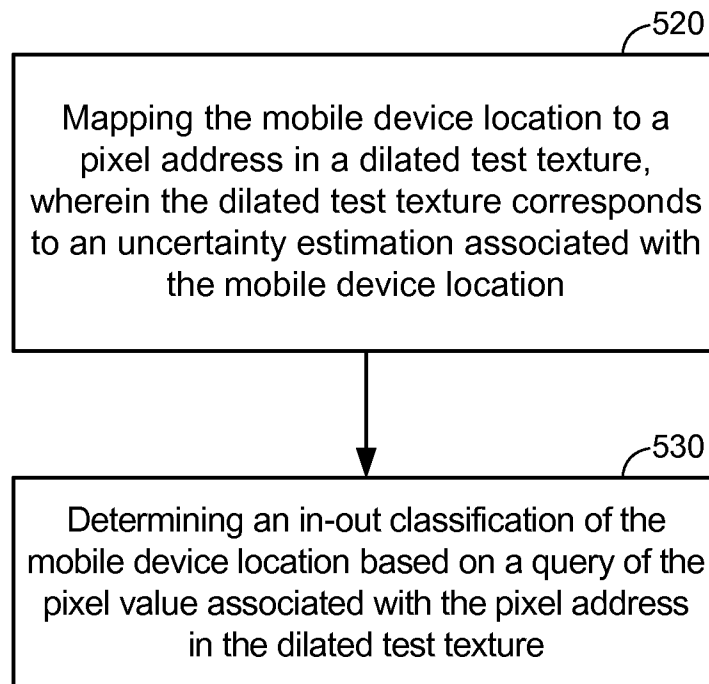 520
Mapping the mobile device location to a
pixel address in a dilated test texture,
wherein the dilated test texture corresponds
to an uncertainty estimation associated with
the mobile device location
530
Determining an in-out classification of the
mobile device location based on a query of the
pixel value associated with the pixel address
in the dilated test texture